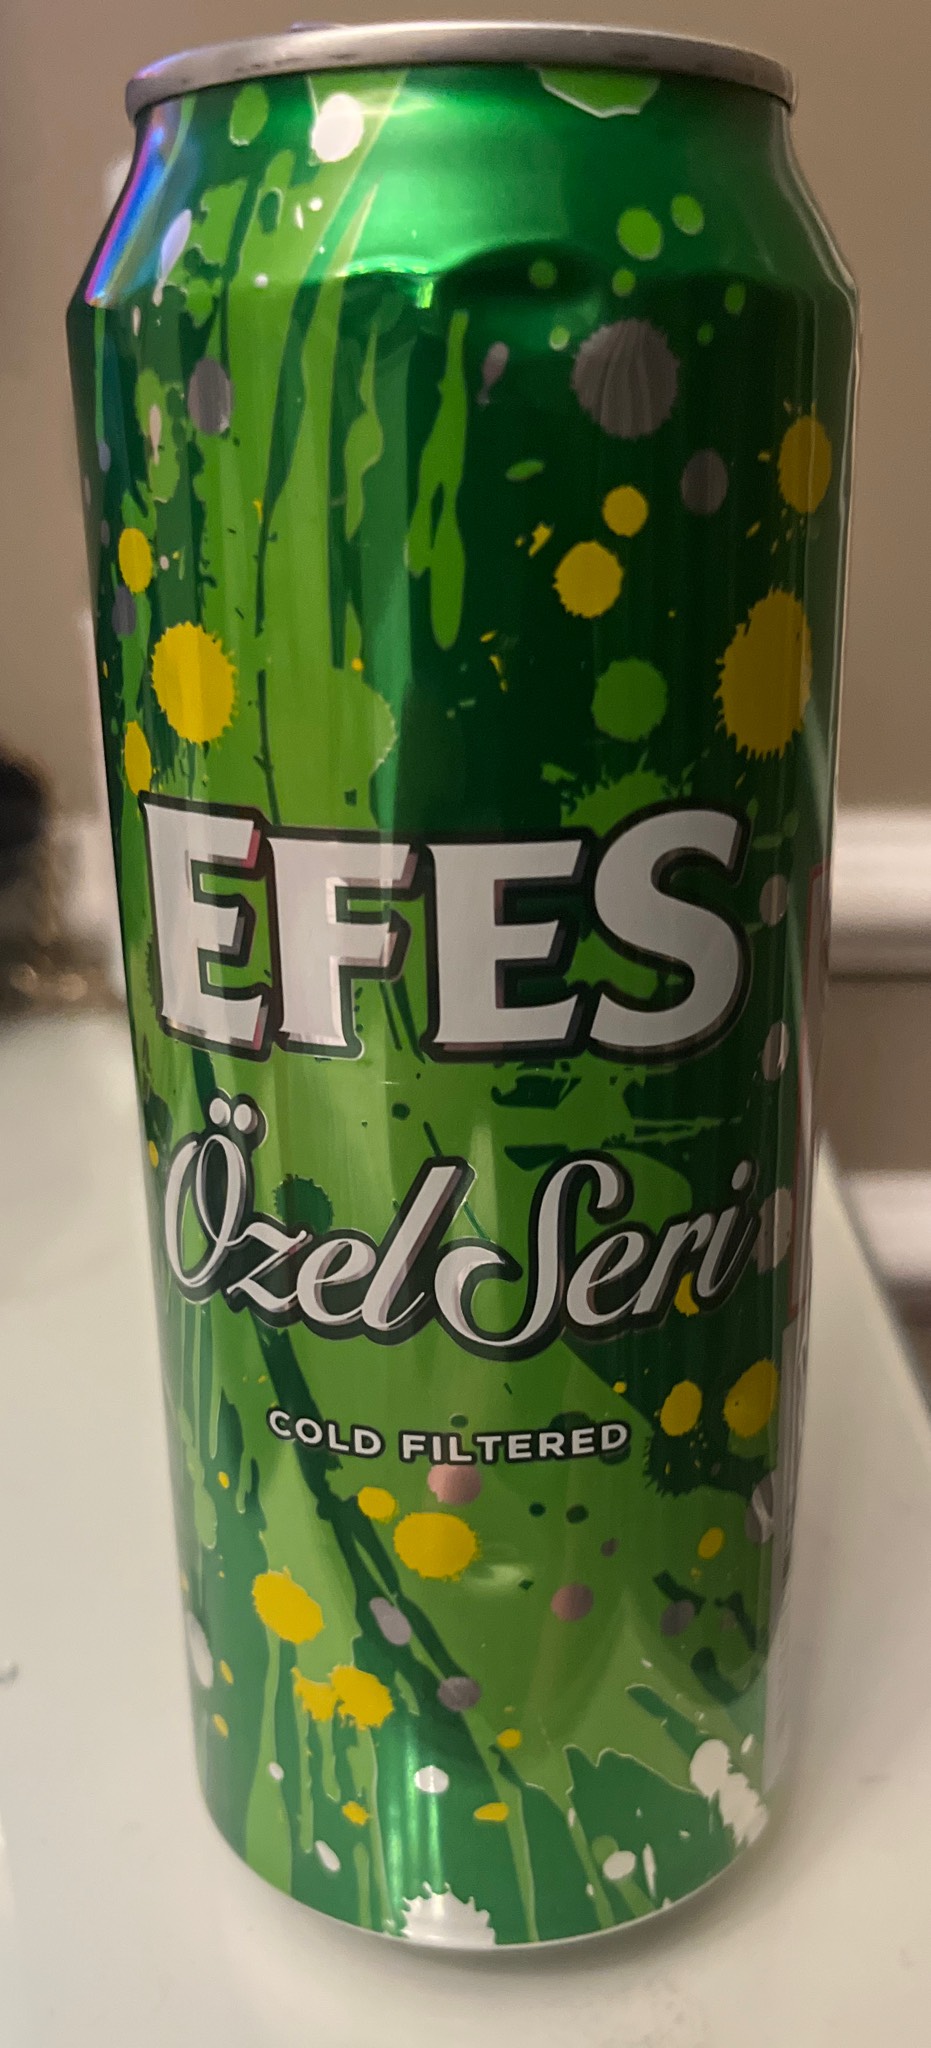 EFES
Özel Seri
COLD FILTERED